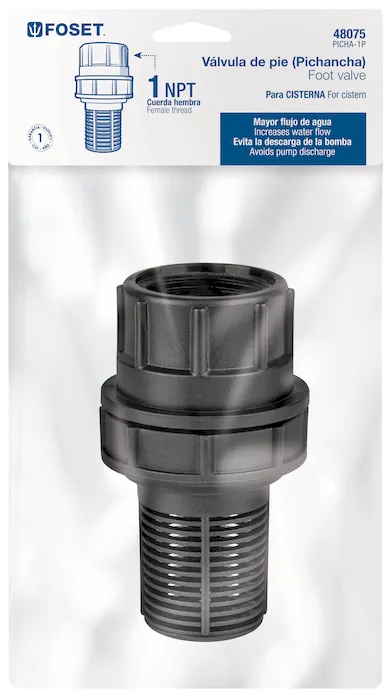 FOSET.
48075
PICHA-1P
Válvula de pie (Pichancha)
Foot valve
1 NPT
Cuerda hembra
Female thread
Para CISTERNA For cistern
Mayor flujo de agua
Increases water flow
Evita la descarga de la bomba
Avoids pump discharge
1